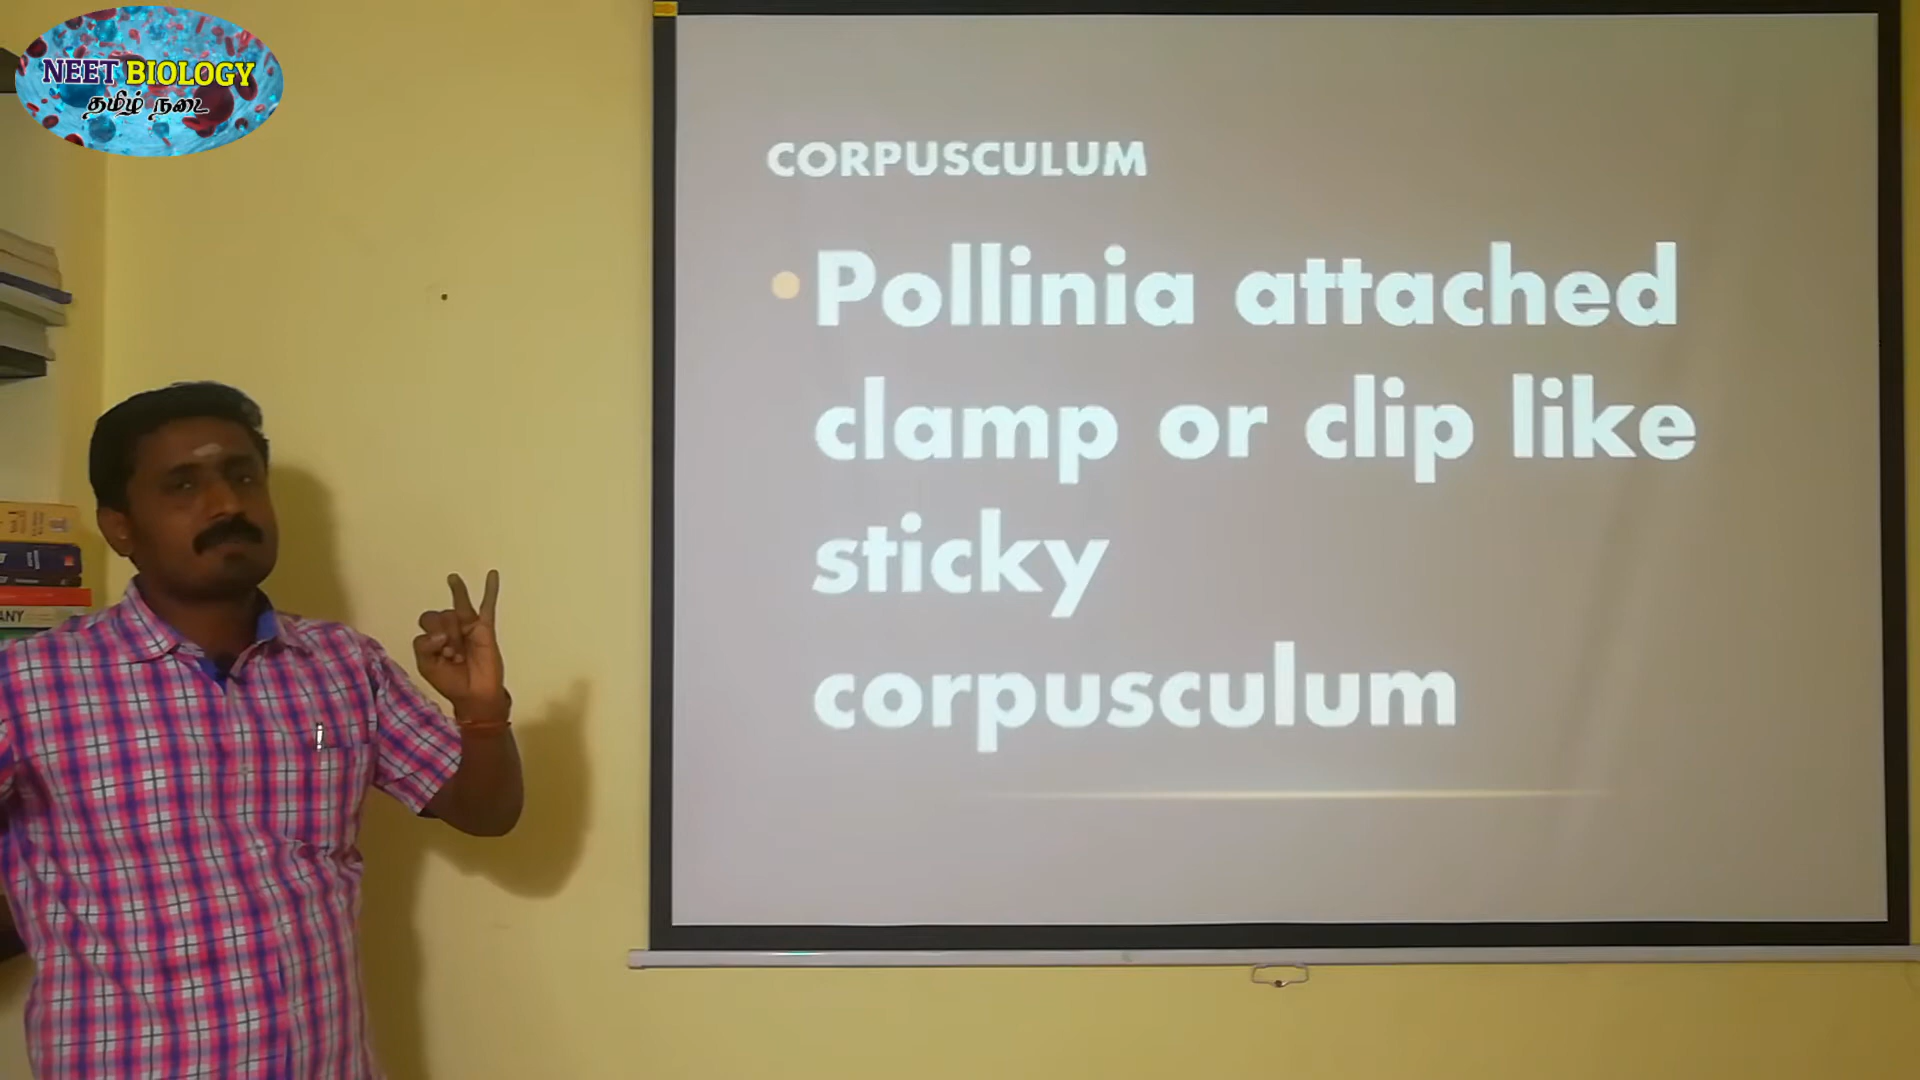 NEET BIOLOGY
தமிழ் நடை
CORPUSCULUM
• Pollinia attached
clamp or clip like
sticky
corpusculum
ANY